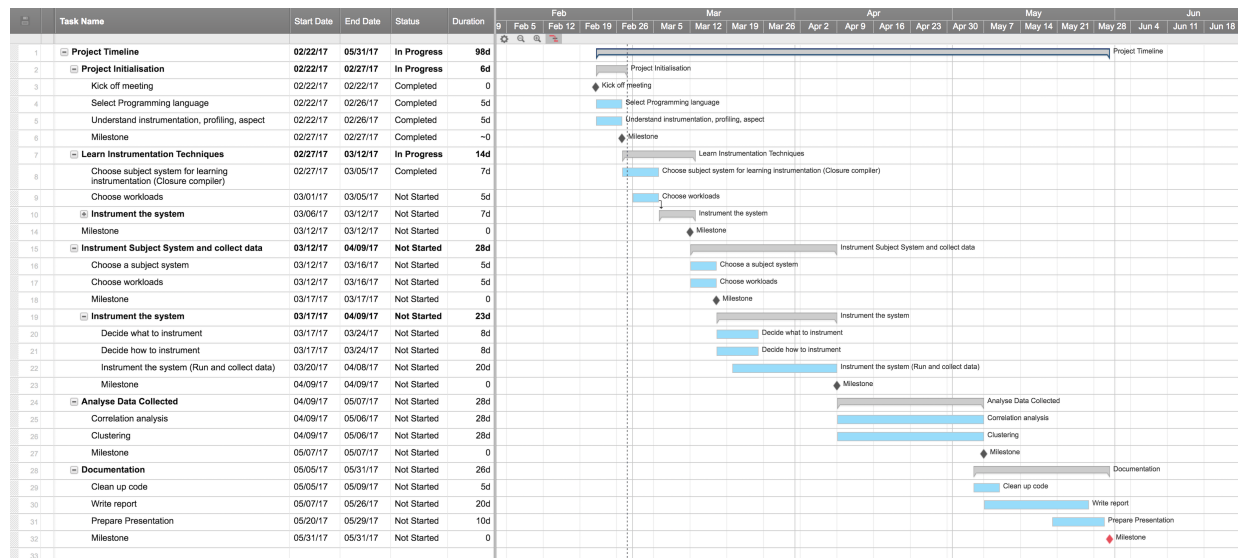 Task Name Start Date End Date Status Duration
Feb Mar Apr May Jun
9 Feb 5 Feb 12 Feb 19 Feb 26 Mar 5 Mar 12 Mar 19 Mar 26 Apr 2 Apr 9 Apr 16 Apr 23 Apr 30 May 7 May 14 May 21 May 28 Jun 4 Jun 11 Jun 18
1 Project Timeline 02/22/17 05/31/17 In Progress 98d Project Timeline
2 Project Initialisation 02/22/17 02/27/17 In Progress 6d Project Initialisation
3 Kick off meeting 02/22/17 02/22/17 Completed 0 Kick off meeting
4 Select Programming language 02/22/17 02/26/17 Completed 5d Select Programming language
5 Understand instrumentation, profiling, aspect 02/22/17 02/26/17 Completed 5d Understand instrumentation, profiling, aspect
6 Milestone 02/27/17 02/27/17 Completed ~0 Milestone
7 Learn Instrumentation Techniques 02/27/17 03/12/17 In Progress 14d Learn Instrumentation Techniques
8 Choose subject system for learning
instrumentation (Closure compiler) 02/27/17 03/05/17 Completed 7d Choose subject system for learning instrumentation (Closure compiler)
9 Choose workloads 03/01/17 03/05/17 Not Started 5d Choose workloads
10 Instrument the system 03/06/17 03/12/17 Not Started 7d Instrument the system
14 Milestone 03/12/17 03/12/17 Not Started 0 Milestone
15 Instrument Subject System and collect data 03/12/17 04/09/17 Not Started 28d Instrument Subject System and collect data
16 Choose a subject system 03/12/17 03/16/17 Not Started 5d Choose a subject system
17 Choose workloads 03/12/17 03/16/17 Not Started 5d Choose workloads
18 Milestone 03/17/17 03/17/17 Not Started 0 Milestone
19 Instrument the system 03/17/17 04/09/17 Not Started 23d Instrument the system
20 Decide what to instrument 03/17/17 03/24/17 Not Started 8d Decide what to instrument
21 Decide how to instrument 03/17/17 03/24/17 Not Started 8d Decide how to instrument
22 Instrument the system (Run and collect data) 03/20/17 04/08/17 Not Started 20d Instrument the system (Run and collect data)
23 Milestone 04/09/17 04/09/17 Not Started 0 Milestone
24 Analyse Data Collected 04/09/17 05/07/17 Not Started 28d Analyse Data Collected
25 Correlation analysis 04/09/17 05/06/17 Not Started 28d Correlation analysis
26 Clustering 04/09/17 05/06/17 Not Started 28d Clustering
27 Milestone 05/07/17 05/07/17 Not Started 0 Milestone
28 Documentation 05/05/17 05/31/17 Not Started 26d Documentation
29 Clean up code 05/05/17 05/09/17 Not Started 5d Clean up code
30 Write report 05/07/17 05/26/17 Not Started 20d Write report
31 Prepare Presentation 05/20/17 05/29/17 Not Started 10d Prepare Presentation
32 Milestone 05/31/17 05/31/17 Not Started 0 Milestone
33